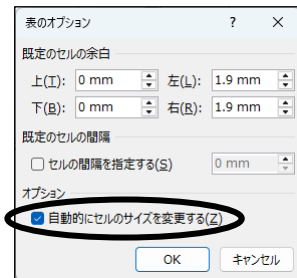 表のオプション ? ×
既定のセルの余白
上(T): 0 mm 左(L): 1.9 mm
下(B): 0 mm 右(R): 1.9 mm
既定のセルの間隔
セルの間隔を指定する(S) 0 mm
オプション
自動的にセルのサイズを変更する(Z)
OK キャンセル